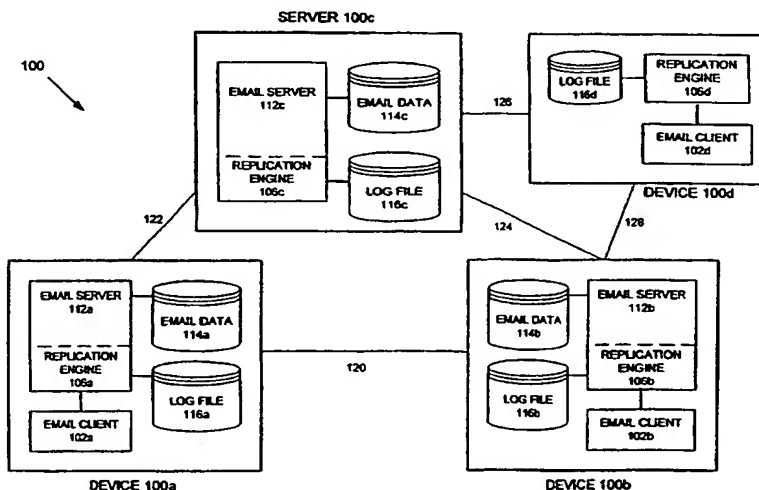 SERVER 100c
100
EMAIL SERVER
112c
EMAIL DATA
114c
REPLICATION
ENGINE
106c
LOG FILE
116c
126
LOG FILE
116d
REPLICATION
ENGINE
106d
EMAIL CLIENT
102d
DEVICE 100d
122
124
128
EMAIL SERVER
112a
EMAIL DATA
114a
REPLICATION
ENGINE
106a
LOG FILE
116a
EMAIL CLIENT
102a
DEVICE 100a
120
EMAIL DATA
114b
EMAIL SERVER
112b
REPLICATION
ENGINE
106b
LOG FILE
116b
EMAIL CLIENT
102b
DEVICE 100b